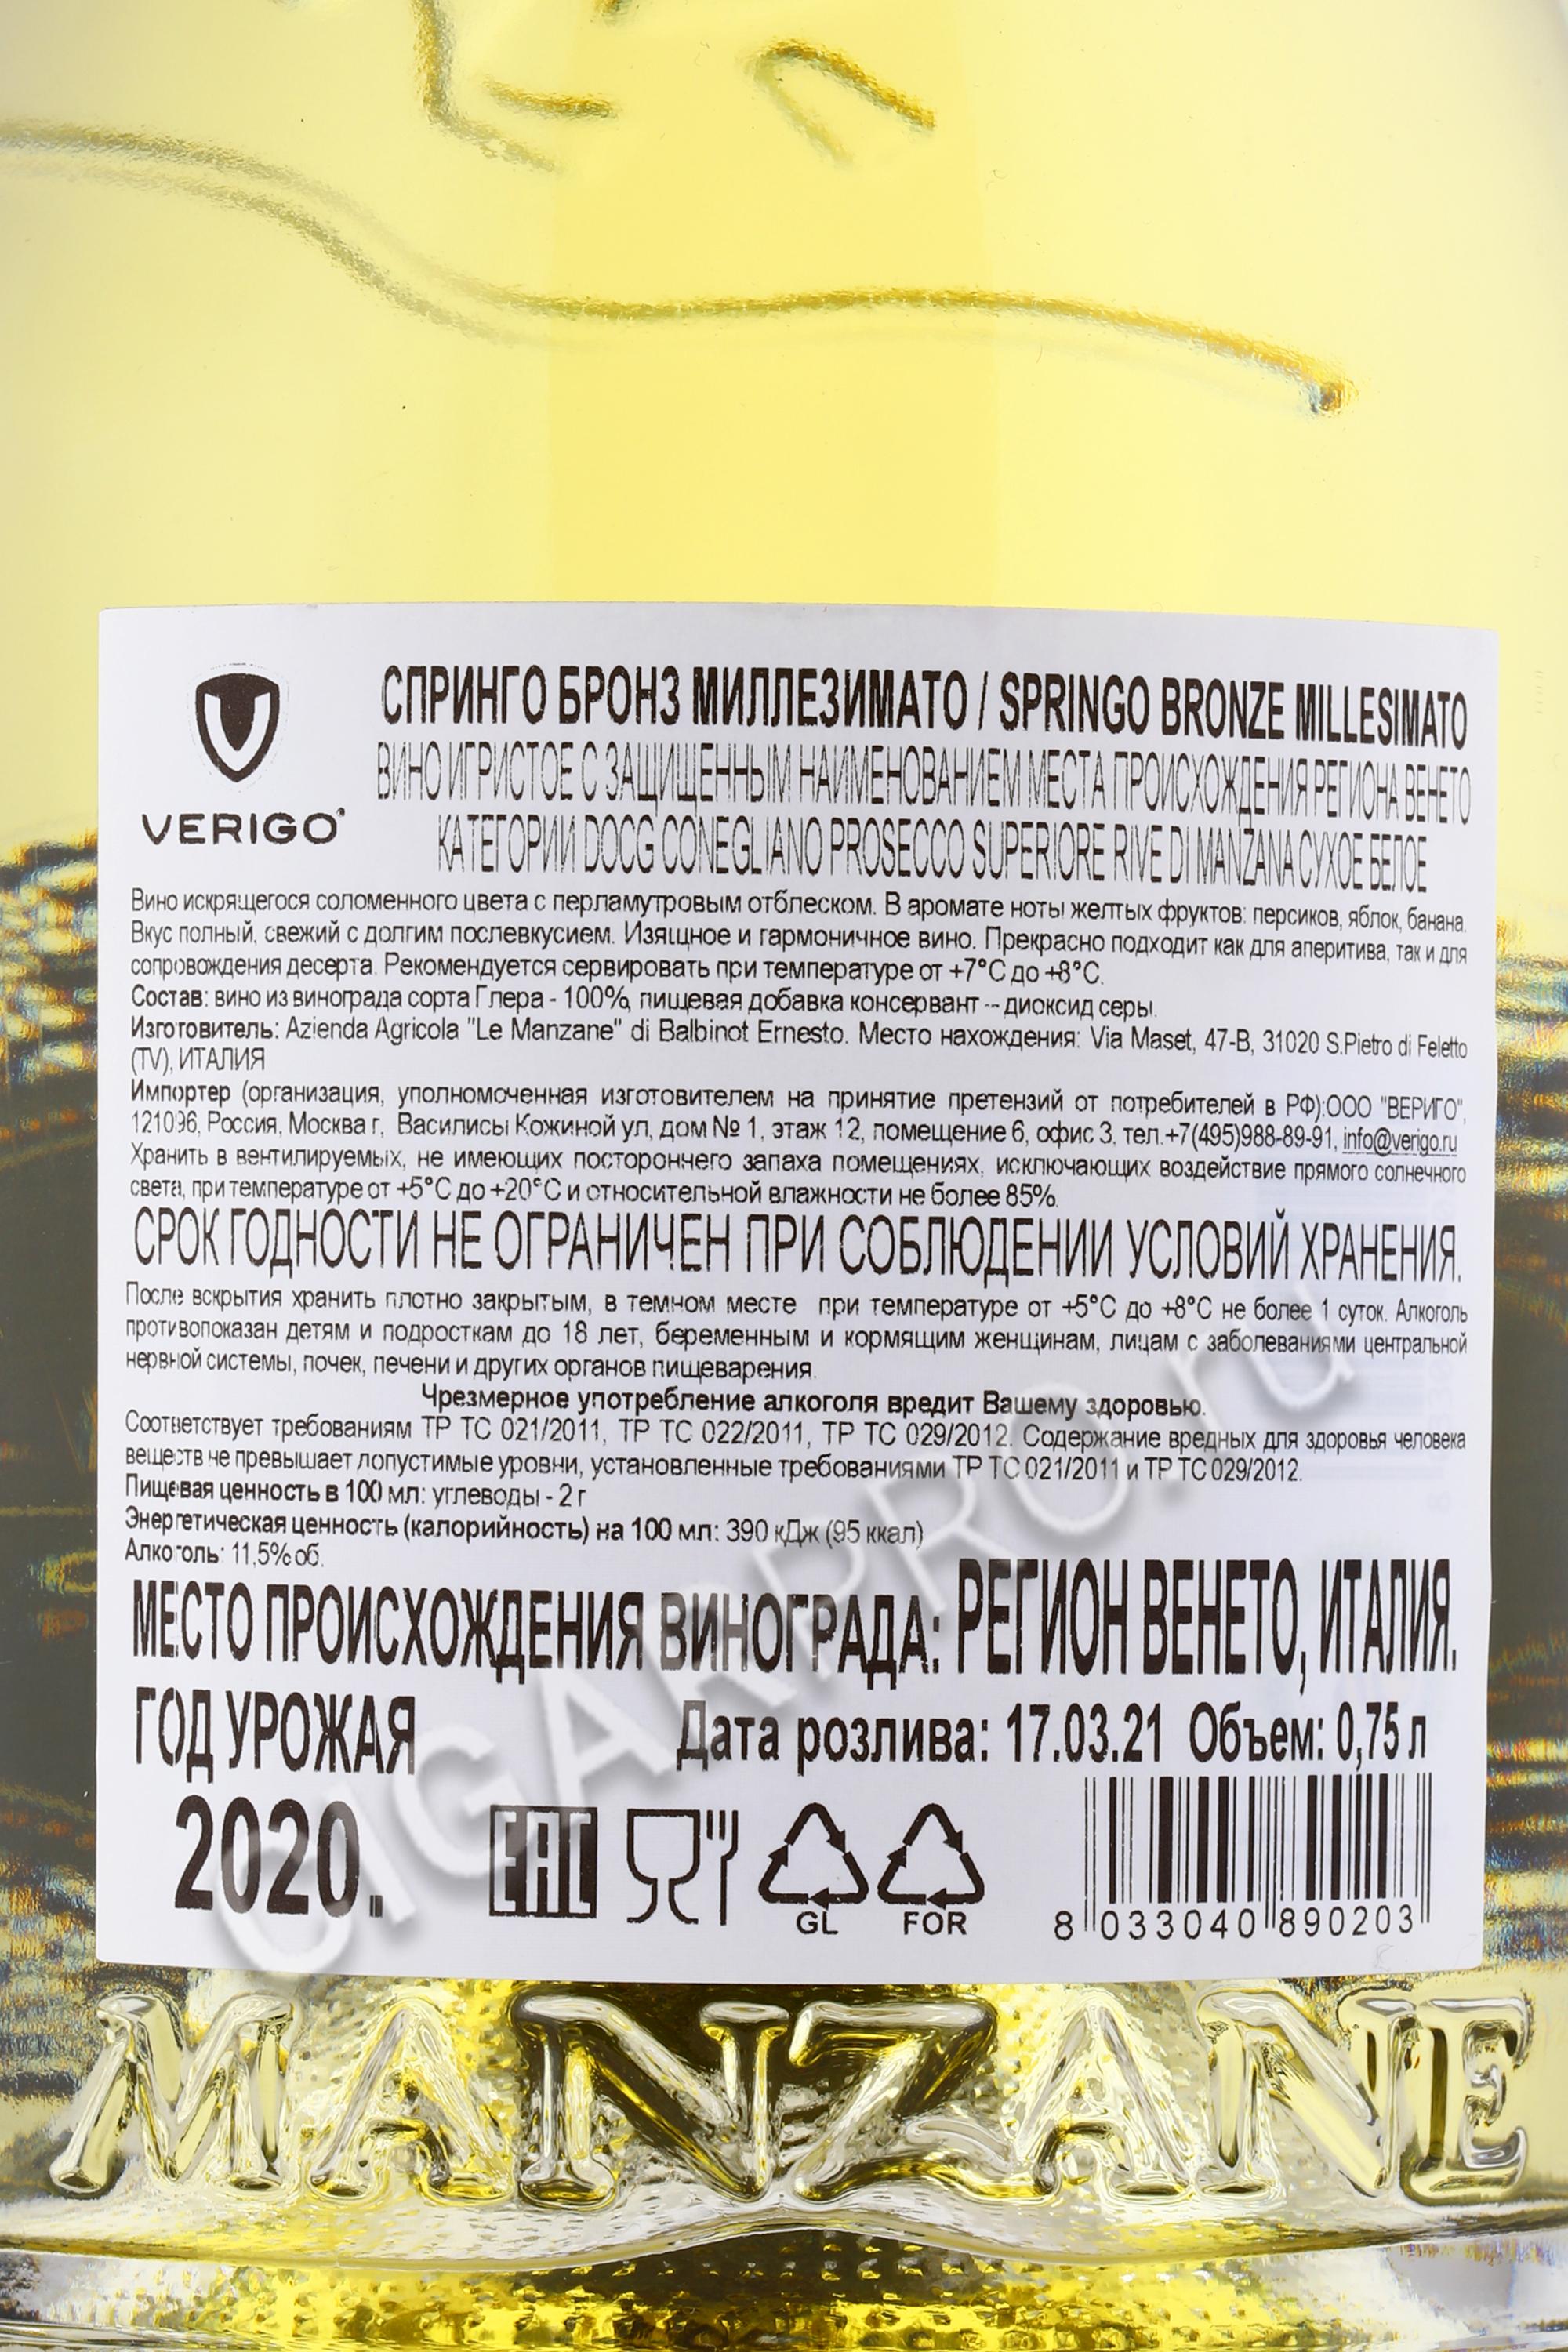 СПРИНГО БРОНЗ МИЛЛЕЗИМАТО / SPRINGO BRONZE MILLESIMATO
ВИНО ИГРИСТОЕ С ЗАЩИЩЕННЫМ НАИМЕНОВАНИЕМ МЕСТА ПРОИСХОЖДЕНИЯ РЕГИОНА ВЕНЕТО
КАТЕГОРИИ DOCG CONEGLIANO PROSECCO SUPERIORE RIVE DI MANZANA СУХОЕ БЕЛОЕ
VERIGO
Вино искрящегося соломенного цвета с перламутровым отблеском. В аромате ноты желтых фруктов: персиков, яблок, банана.
Вкус полный, свежий с долгим послевкусием. Изящное и гармоничное вино. Прекрасно подходит как для аперитива, так и для
сопровождения десерта. Рекомендуется сервировать при температуре от +7°С до +8°С.
Состав: вино из винограда сорта Глера - 100%, пищевая добавка консервант -- диоксид серы.
Изготовитель: Azienda Agricola "Le Manzane" di Balbinot Ernesto. Место нахождения: Via Maset, 47-B, 31020 S.Pietro di Feletto
(TV), ИТАЛИЯ
Импортер (организация, уполномоченная изготовителем на принятие претензий от потребителей в РФ):ООО "ВЕРИГО",
121096, Россия, Москва г, Василисы Кожиной ул, дом № 1, этаж 12, помещение 6, офис 3, тел.+7(495)988-89-91, info@verigo.ru
Хранить в вентилируемых, не имеющих постороннего запаха помещениях, исключающих воздействие прямого солнечного
света, при температуре от +5°С до +20°С и относительной влажности не более 85%.
СРОК ГОДНОСТИ НЕ ОГРАНИЧЕН ПРИ СОБЛЮДЕНИИ УСЛОВИЙ ХРАНЕНИЯ.
После вскрытия хранить плотно закрытым, в темном месте при температуре от +5°С до +8°С не более 1 суток. Алкоголь
противопоказан детям и подросткам до 18 лет, беременным и кормящим женщинам, лицам с заболеваниями центральной
нервной системы, почек, печени и других органов пищеварения.
Чрезмерное употребление алкоголя вредит Вашему здоровью.
Соответствует требованиям ТР ТС 021/2011, ТР ТС 022/2011, ТР ТС 029/2012. Содержание вредных для здоровья человека
веществ не превышает допустимые уровни, установленные требованиями ТР ТС 021/2011 и ТР ТС 029/2012.
Пищевая ценность в 100 мл: углеводы - 2 г
Энергетическая ценность (калорийность) на 100 мл: 390 кДж (95 ккал)
Алкоголь: 11,5% об.
МЕСТО ПРОИСХОЖДЕНИЯ ВИНОГРАДА: РЕГИОН ВЕНЕТО, ИТАЛИЯ.
ГОД УРОЖАЯ
2020.
Дата розлива: 17.03.21 Объем: 0,75 л
EAC
GL
FOR
8 033040 890203
CIGARPRO.ru
MANZANE